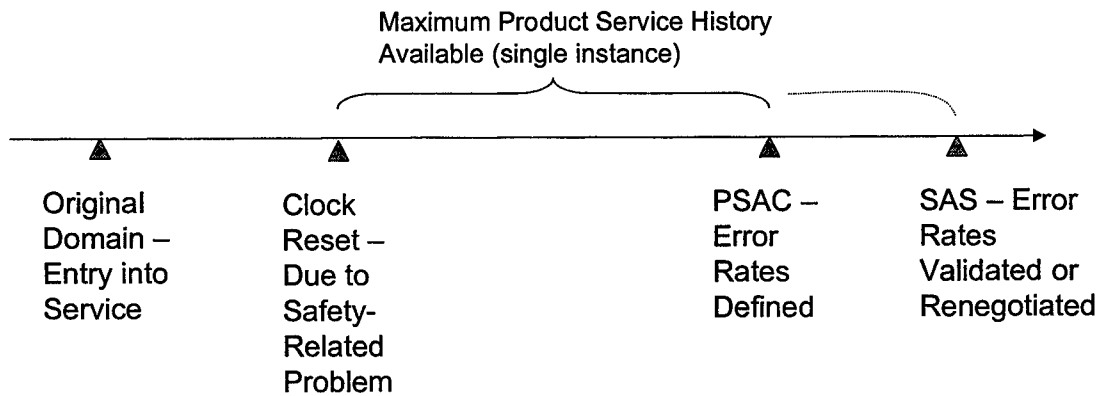 Maximum Product Service History
Available (single instance)
Original
Domain –
Entry into
Service
Clock
Reset –
Due to
Safety-
Related
Problem
PSAC –
Error
Rates
Defined
SAS – Error
Rates
Validated or
Renegotiated